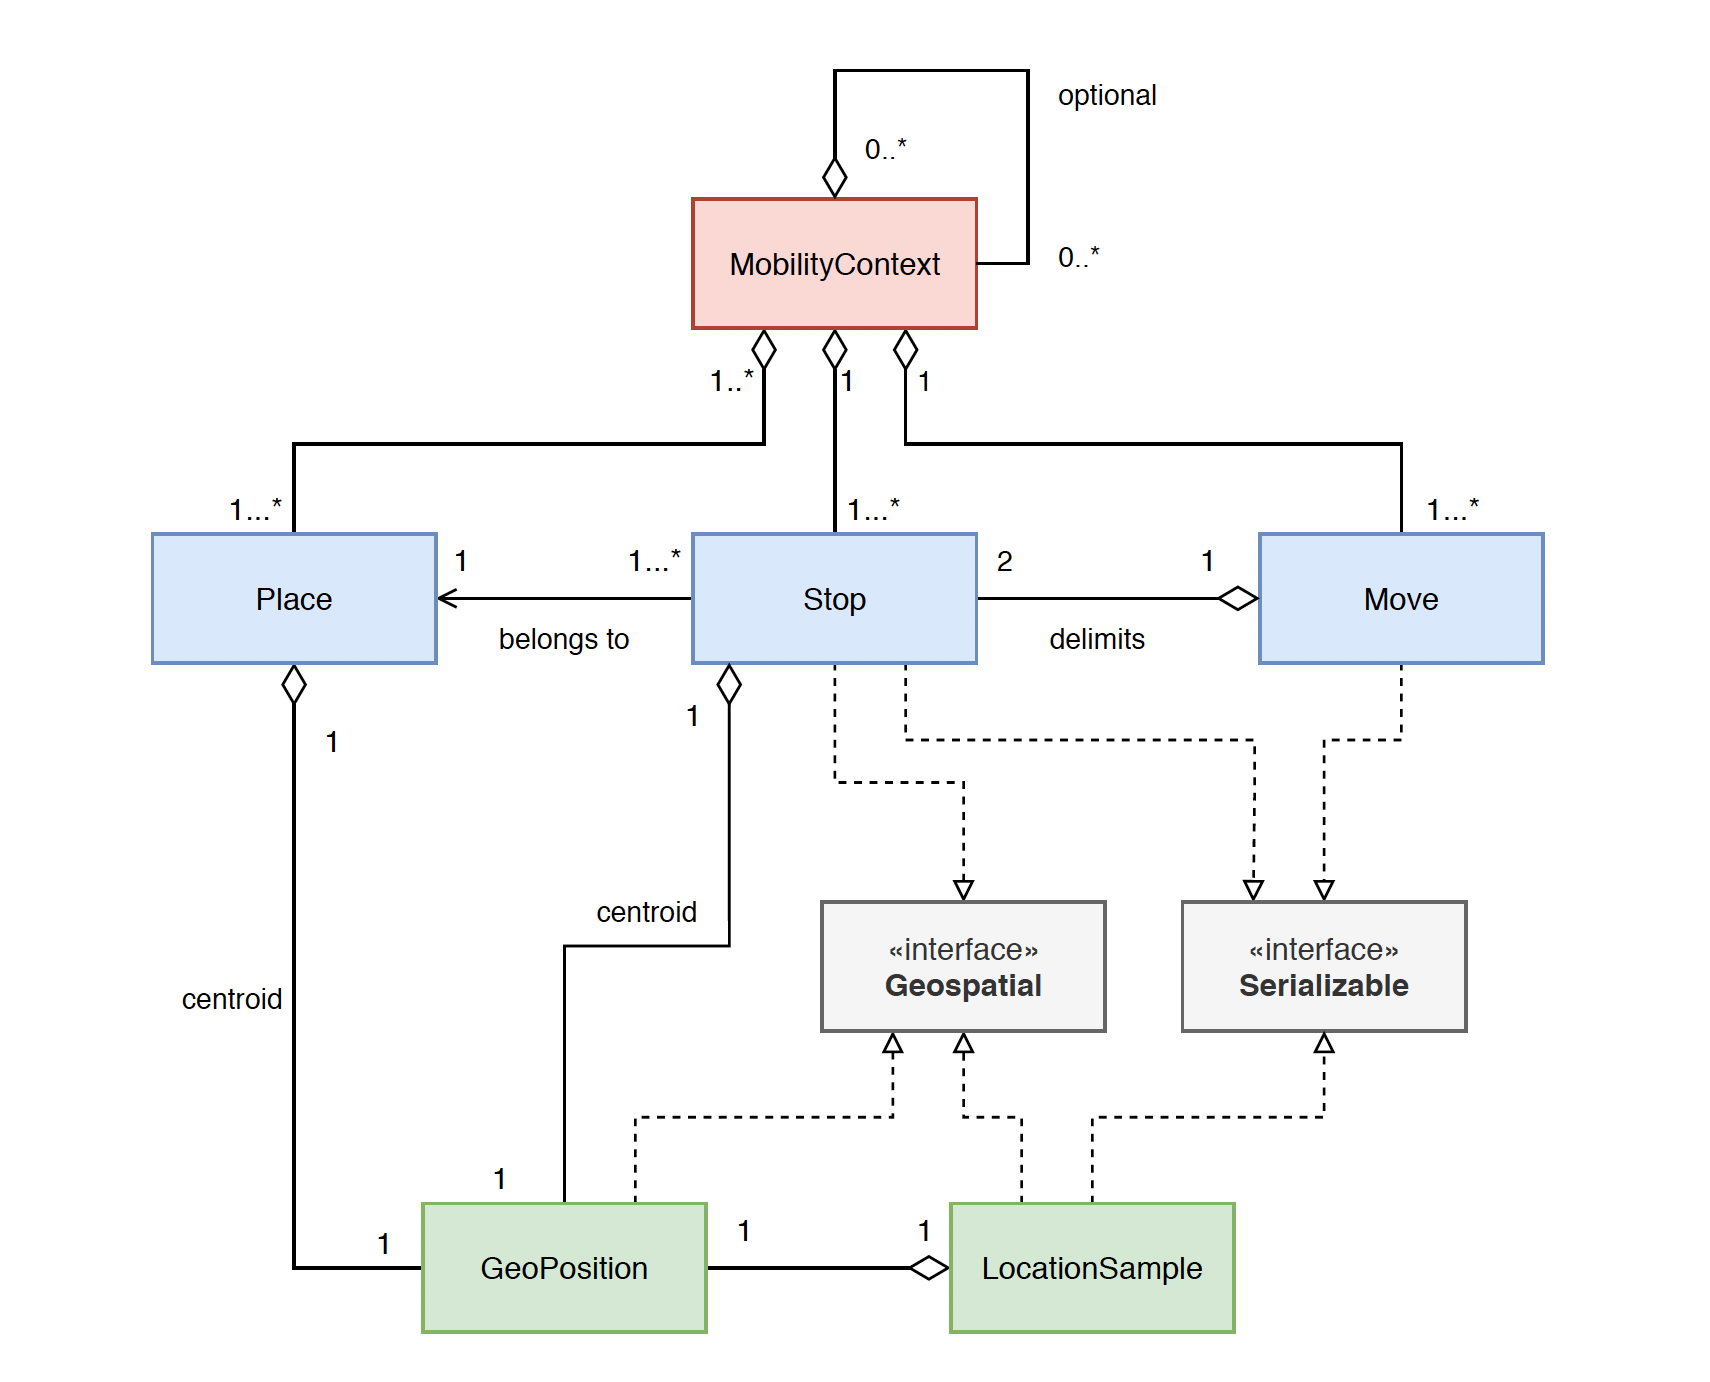 optional
0..*
MobilityContext
0..*
1..*
1
1
1...*
1...*
1...*
Place
1
1...*
belongs to
Stop
2
1
delimits
Move
1
1
centroid
centroid
«interface»
Geospatial
«interface»
Serializable
1
1
GeoPosition
1
1
LocationSample